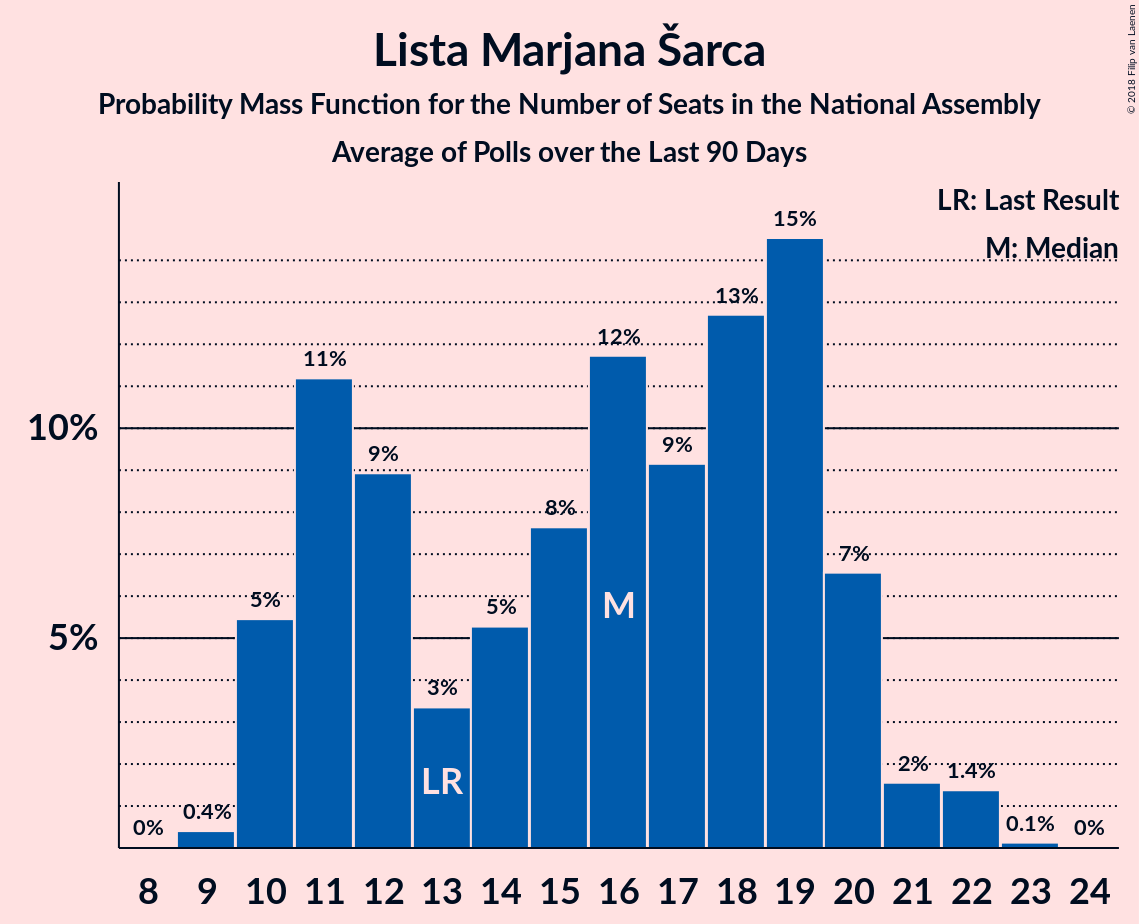 Lista Marjana Šarca
Probability Mass Function for the Number of Seats in the National Assembly
Average of Polls over the Last 90 Days
© 2018 Filip van Laenen
LR: Last Result
M: Median
15%
13%
12%
11%
10%
9%
9%
8%
7%
5%
5%
5%
3%
2%
1.4%
0.4%
0.1%
0%
0%
M
LR
8 9 10 11 12 13 14 15 16 17 18 19 20 21 22 23 24